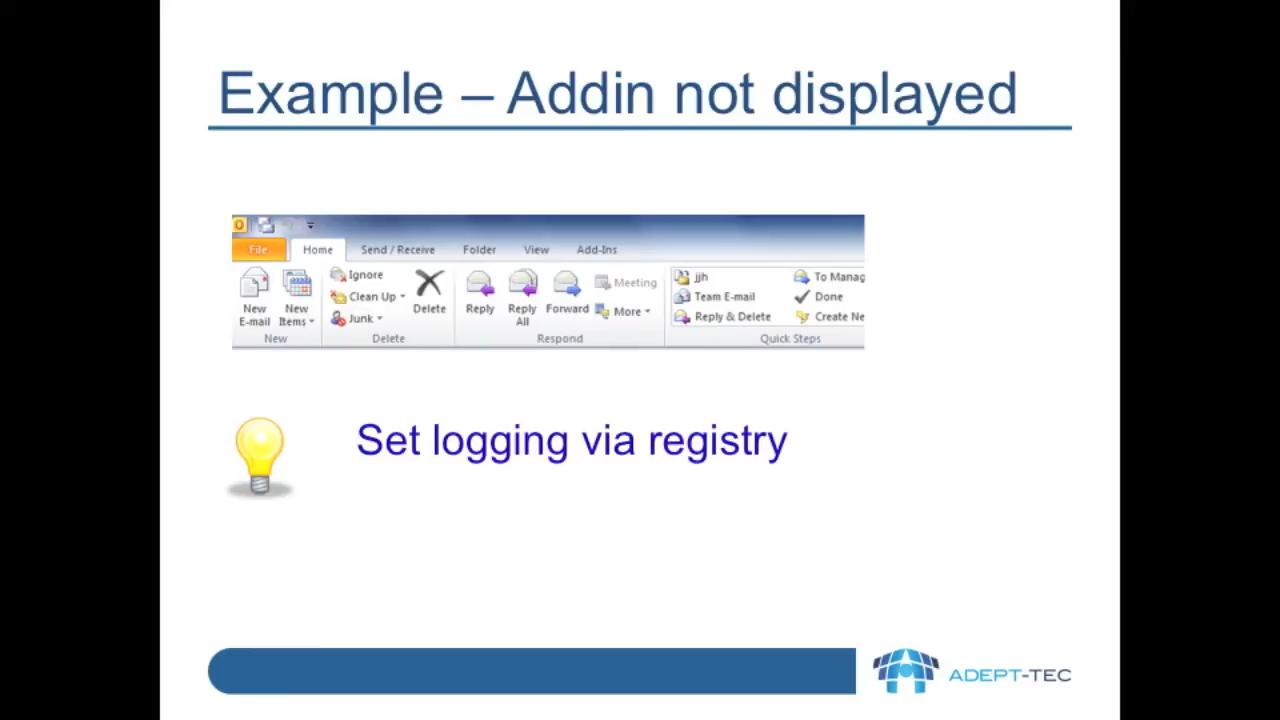 Example – Addin not displayed
File Home Send / Receive Folder View Add-Ins
Ignore
Clean Up
Junk
New E-mail
New Items
Delete
Reply
Reply All
Forward
Meeting
More
jjh
Team E-mail
Reply & Delete
To Manag
Done
Create Ne
New Delete Respond Quick Steps
Set logging via registry
ADEPT-TEC